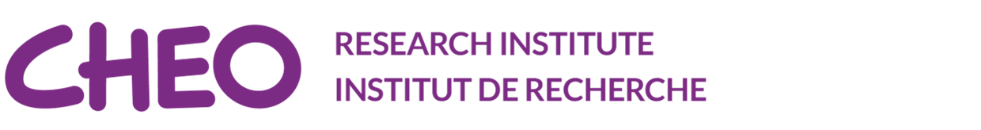 CHEO
RESEARCH INSTITUTE
INSTITUT DE RECHERCHE